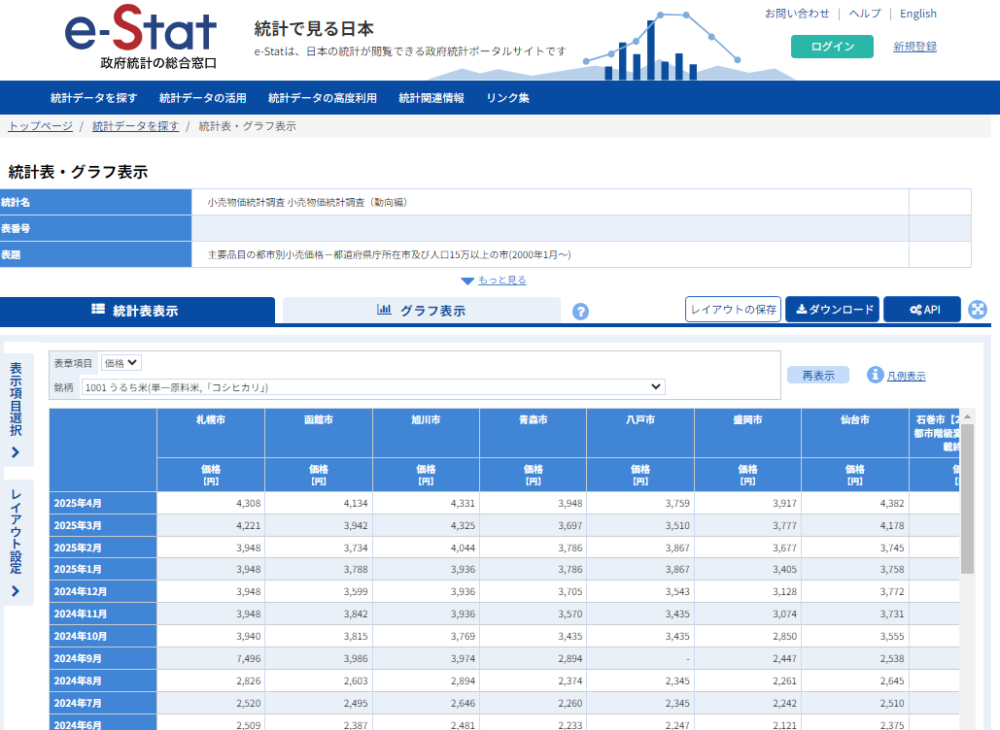 e-Stat
政府統計の総合窓口
統計で見る日本
e-Statは、日本の統計が閲覧できる政府統計ポータルサイトです
お問い合わせ | ヘルプ | English
ログイン 新規登録
統計データを探す 統計データの活用 統計データの高度利用 統計関連情報 リンク集
トップページ / 統計データを探す / 統計表・グラフ表示
統計表・グラフ表示
統計名 小売物価統計調査 小売物価統計調査（動向編）
表番号
表題 主要品目の都市別小売価格－都道府県庁所在市及び人口15万以上の市(2000年1月～)
もっと見る
統計表表示 グラフ表示 ? レイアウトの保存 ダウンロード API
表示項目選択
レイアウト設定
表章項目 価格
銘柄 1001 うるち米(単一原料米,「コシヒカリ」)
再表示 凡例表示
札幌市 函館市 旭川市 青森市 八戸市 盛岡市 仙台市 石巻市【
都市階級
載
価格 価格 価格 価格 価格 価格 価格
【円】 【円】 【円】 【円】 【円】 【円】 【円】
2025年4月 4,308 4,134 4,331 3,948 3,759 3,917 4,382
2025年3月 4,221 3,942 4,325 3,697 3,510 3,777 4,178
2025年2月 3,948 3,734 4,044 3,786 3,867 3,677 3,745
2025年1月 3,948 3,788 3,936 3,786 3,867 3,405 3,758
2024年12月 3,948 3,599 3,936 3,705 3,543 3,128 3,772
2024年11月 3,948 3,842 3,936 3,570 3,435 3,074 3,731
2024年10月 3,940 3,815 3,769 3,435 3,435 2,850 3,555
2024年9月 7,496 3,986 3,974 2,894 - 2,447 2,538
2024年8月 2,826 2,603 2,894 2,374 2,345 2,261 2,645
2024年7月 2,520 2,495 2,646 2,260 2,345 2,242 2,510
2024年6月 2,509 2,387 2,481 2,233 2,247 2,121 2,375